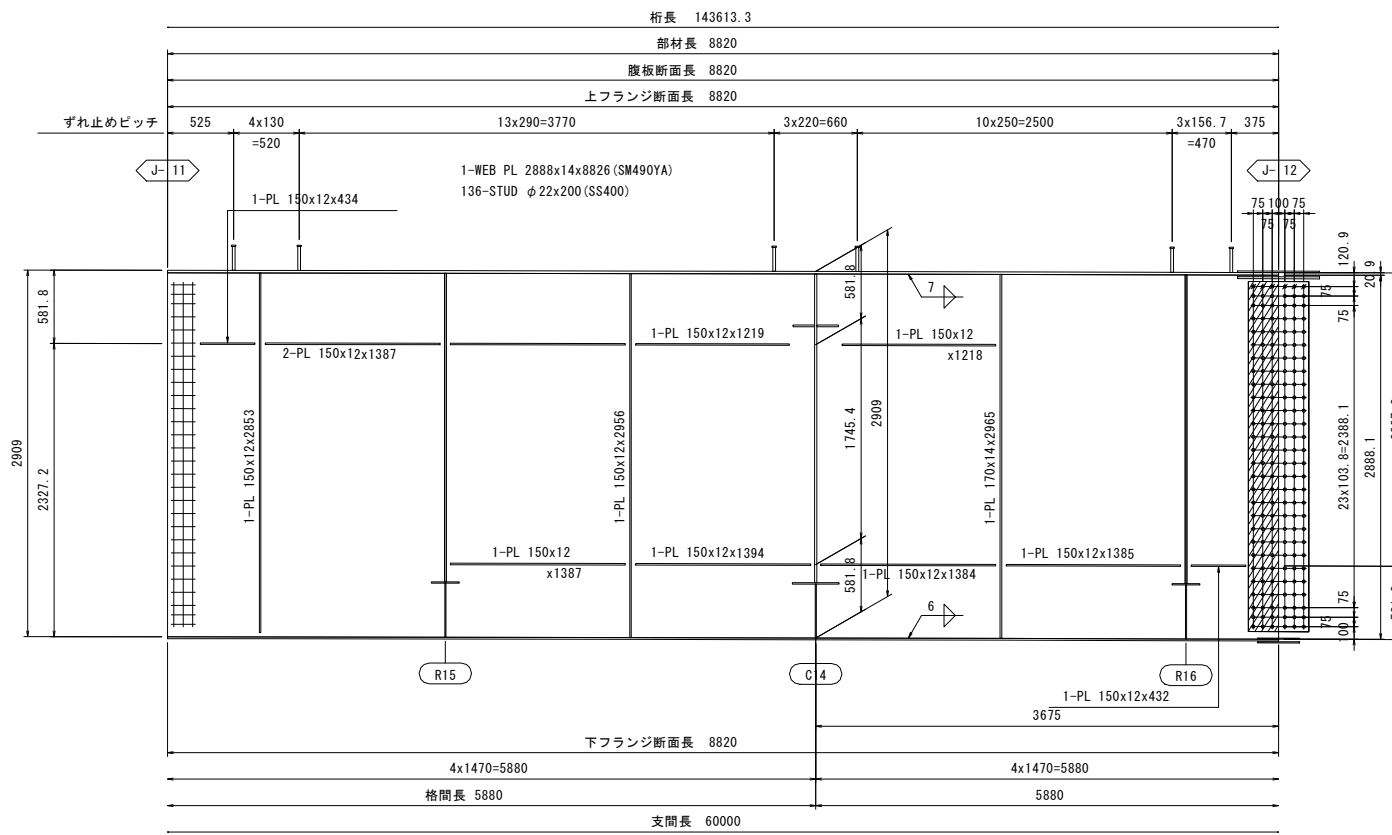 桁長 143613.3
部材長 8820
腹板断面長 8820
上フランジ断面長 8820
ずれ止めピッチ 525 4x130 13x290=3770 3x220=660 10x250=2500 3x156.7 375
=520 =470
J- 11 J- 12
1-WEB PL 2888x14x8826(SM490YA)
136-STUD φ22x200(SS400)
1-PL 150x12x434
75 100 75
75 75
120.9
20.9
75
75
581.8
581.8
7
1-PL 150x12x1219
1-PL 150x12
x1218
2-PL 150x12x1387
2909
2327.2
1-PL 150x12x2853
1-PL 150x12x2956
1745.4
2909
1-PL 170x14x2965
23x103.8=2388.1
2888.1
1-PL 150x12
x1387
1-PL 150x12x1394
1-PL 150x12x1384
1-PL 150x12x1385
581.8
6
75
75
100
R15 C14 R16
1-PL 150x12x432
3675
下フランジ断面長 8820
4x1470=5880 4x1470=5880
格間長 5880 5880
支間長 60000